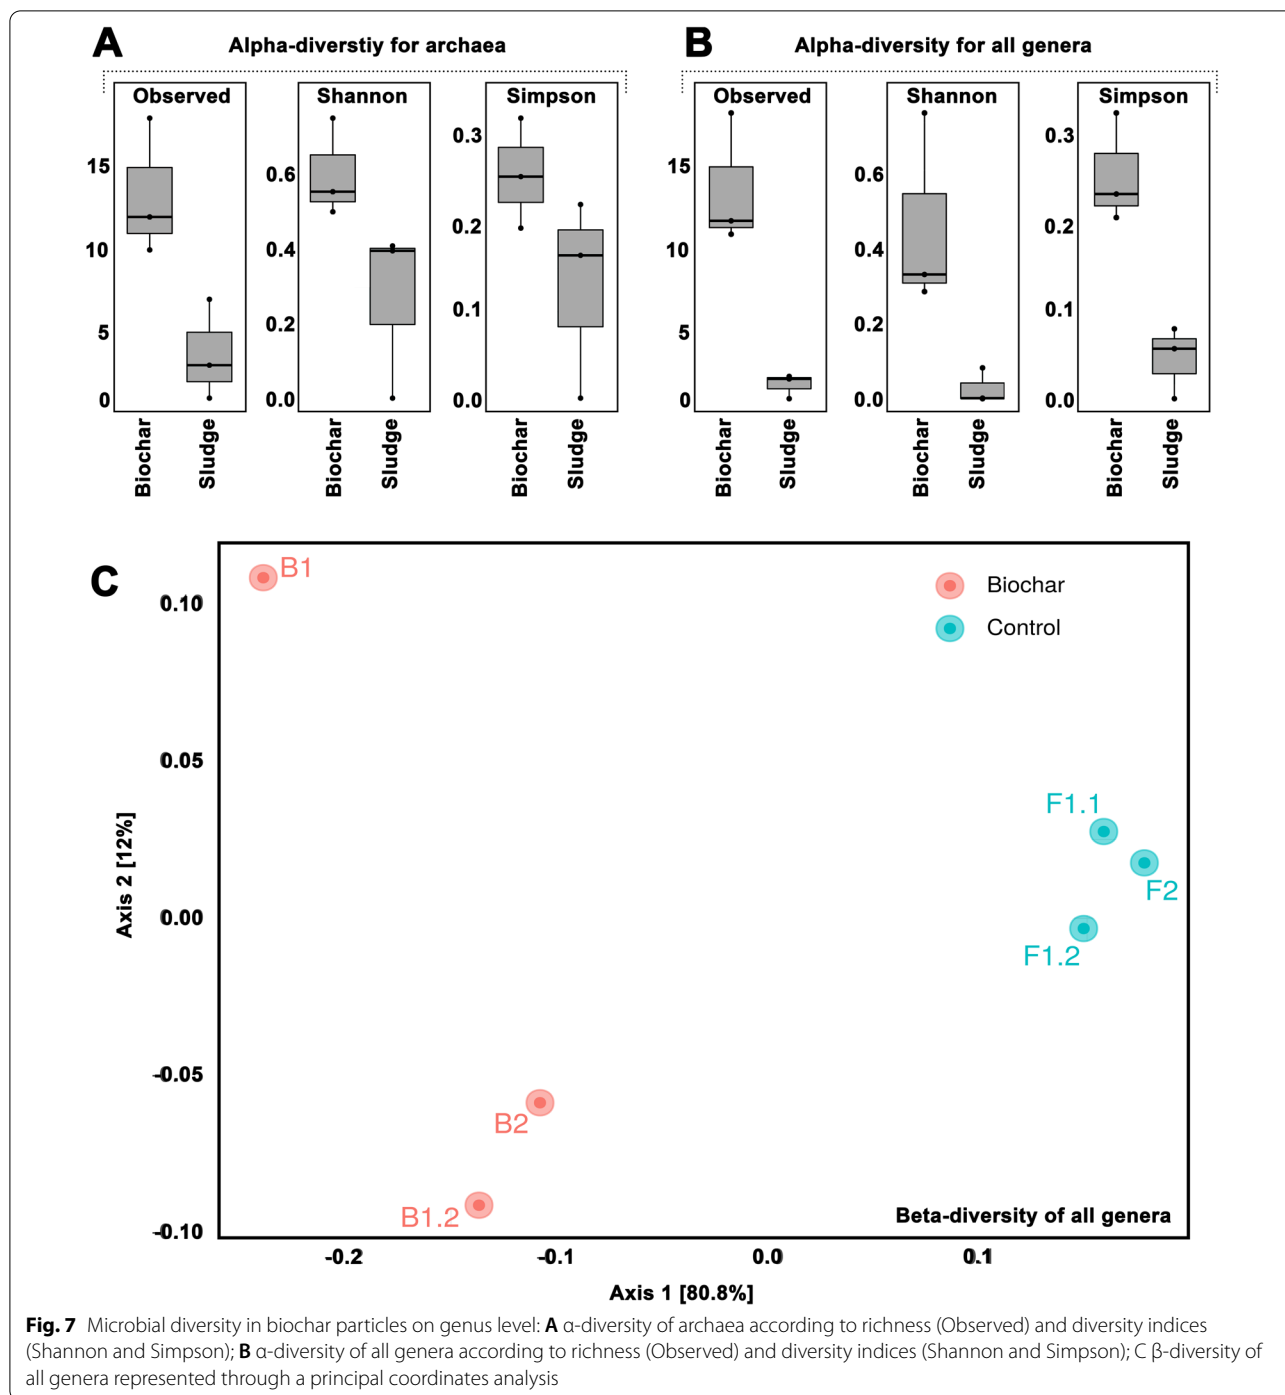 A
Alpha-diverstiy for archaea
Observed
Shannon
Simpson
15
10
5
0
0.6
0.4
0.2
0.0
0.3
0.2
0.1
0.0
Biochar
Sludge
Biochar
Sludge
Biochar
Sludge
B
Alpha-diversity for all genera
Observed
Shannon
Simpson
15
10
5
0
0.6
0.4
0.2
0.0
0.3
0.2
0.1
0.0
Biochar
Sludge
Biochar
Sludge
Biochar
Sludge
C
B1
Biochar
Control
0.10
0.05
0.00
-0.05
-0.10
Axis 2 [12%]
F1.1
F2
F1.2
B2
B1.2
Beta-diversity of all genera
-0.2
-0.1
0.0
0.1
Axis 1 [80.8%]
Fig. 7 Microbial diversity in biochar particles on genus level: A α-diversity of archaea according to richness (Observed) and diversity indices
(Shannon and Simpson); B α-diversity of all genera according to richness (Observed) and diversity indices (Shannon and Simpson); C β-diversity of
all genera represented through a principal coordinates analysis